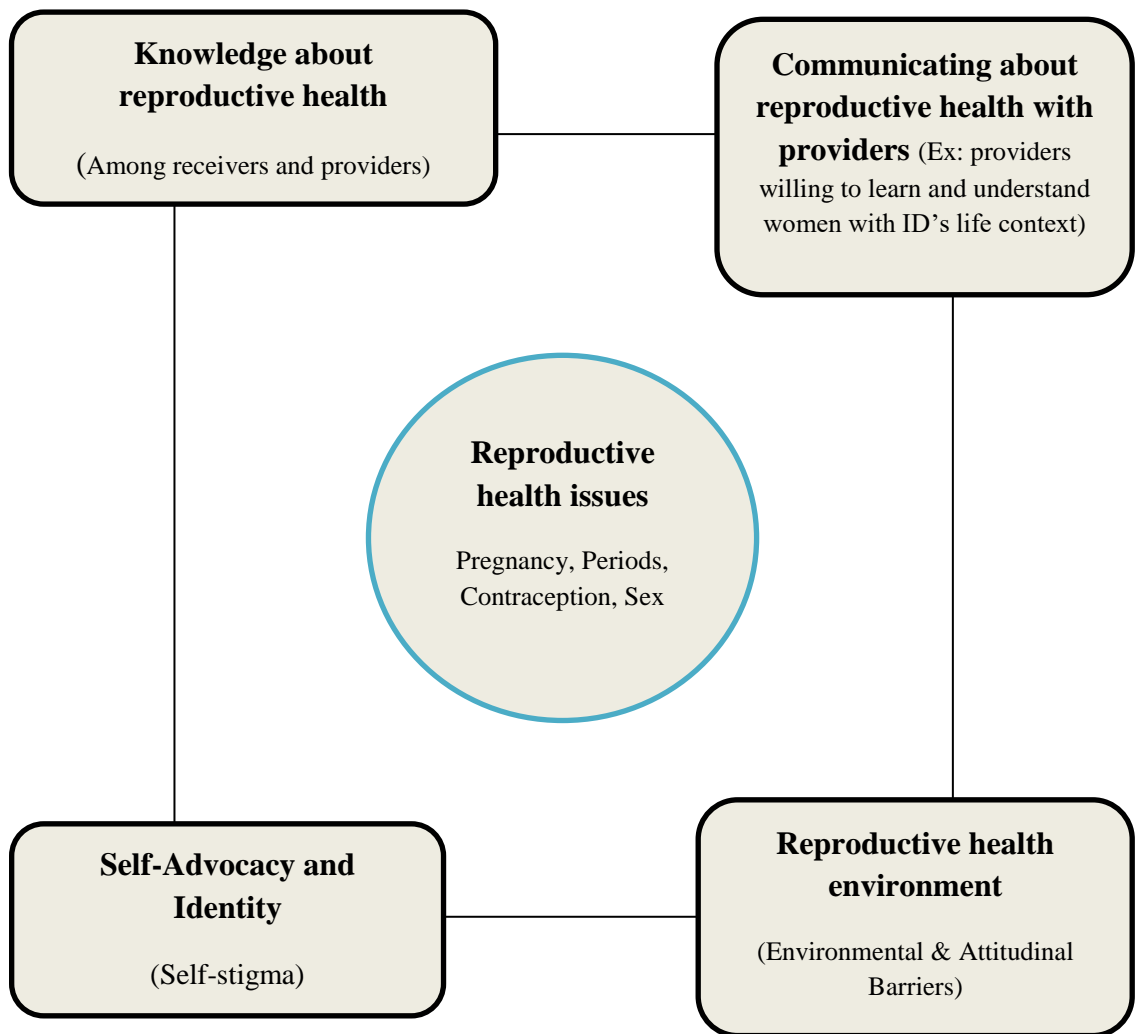 Knowledge about
reproductive health
(Among receivers and providers)
Communicating about
reproductive health with
providers (Ex: providers
willing to learn and understand
women with ID’s life context)
Reproductive
health issues
Pregnancy, Periods,
Contraception, Sex
Self-Advocacy and
Identity
(Self-stigma)
Reproductive health
environment
(Environmental & Attitudinal
Barriers)